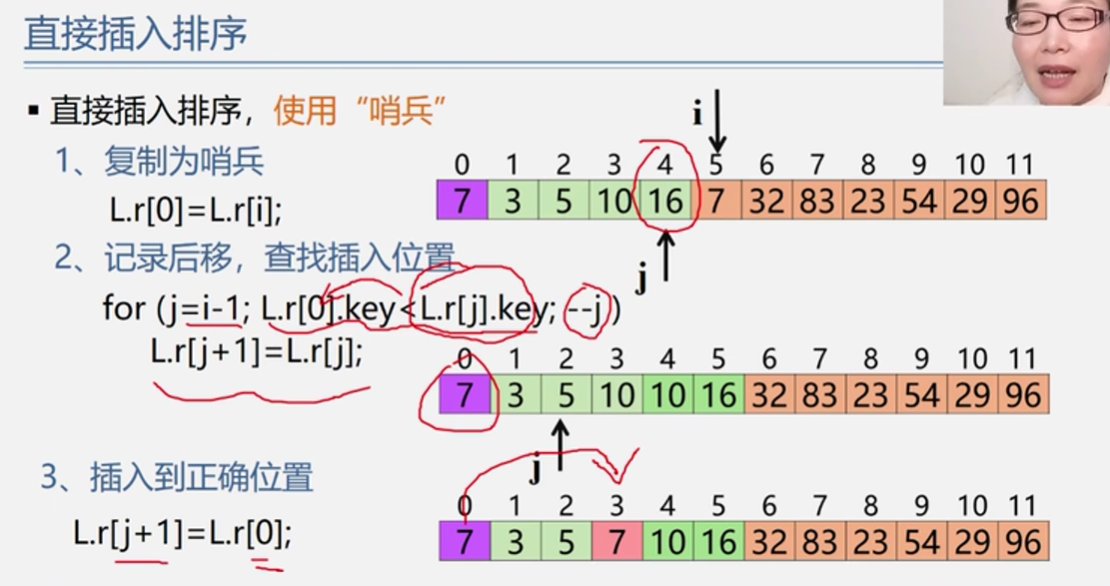 直接插入排序
▪ 直接插入排序，使用“哨兵”
1、复制为哨兵
L.r[0]=L.r[i];
i
0 1 2 3 4 5 6 7 8 9 10 11
7 3 5 10 16 7 32 83 23 54 29 96
j
2、记录后移，查找插入位置
for (j=i-1; L.r[0].key<L.r[j].key; --j)
L.r[j+1]=L.r[j];
0 1 2 3 4 5 6 7 8 9 10 11
7 3 5 10 10 16 32 83 23 54 29 96
j
3、插入到正确位置
L.r[j+1]=L.r[0];
0 1 2 3 4 5 6 7 8 9 10 11
7 3 5 7 10 16 32 83 23 54 29 96